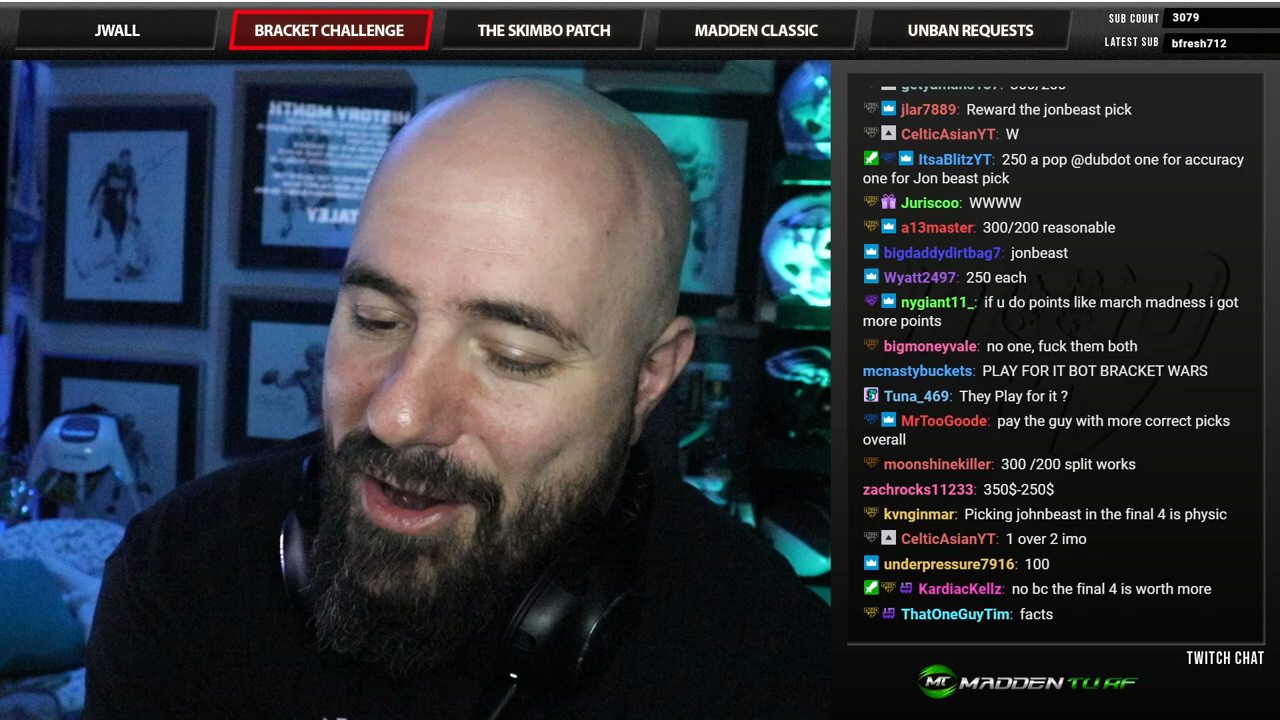 JWALL
BRACKET CHALLENGE
THE SKIMBO PATCH
MADDEN CLASSIC
UNBAN REQUESTS
SUB COUNT 3079
LATEST SUB bfresh712
jlar7889: Reward the jonbeast pick
CelticAsianYT: W
ItsaBlitzYT: 250 a pop @dubdot one for accuracy
one for Jon beast pick
Juriscoo: WWWW
a13master: 300/200 reasonable
bigdaddydirtbag7: jonbeast
Wyatt2497: 250 each
nygiant11_: if u do points like march madness i got
more points
bigmoneyvale: no one, fuck them both
mcnastybuckets: PLAY FOR IT BOT BRACKET WARS
Tuna_469: They Play for it ?
MrTooGoode: pay the guy with more correct picks
overall
moonshinekiller: 300 /200 split works
zachrocks11233: 350$-250$
kvnginmar: Picking johnbeast in the final 4 is physic
CelticAsianYT: 1 over 2 imo
underpressure7916: 100
KardiacKellz: no bc the final 4 is worth more
ThatOneGuyTim: facts
TWITCH CHAT
MADDEN TURF
HISTORY MONTH